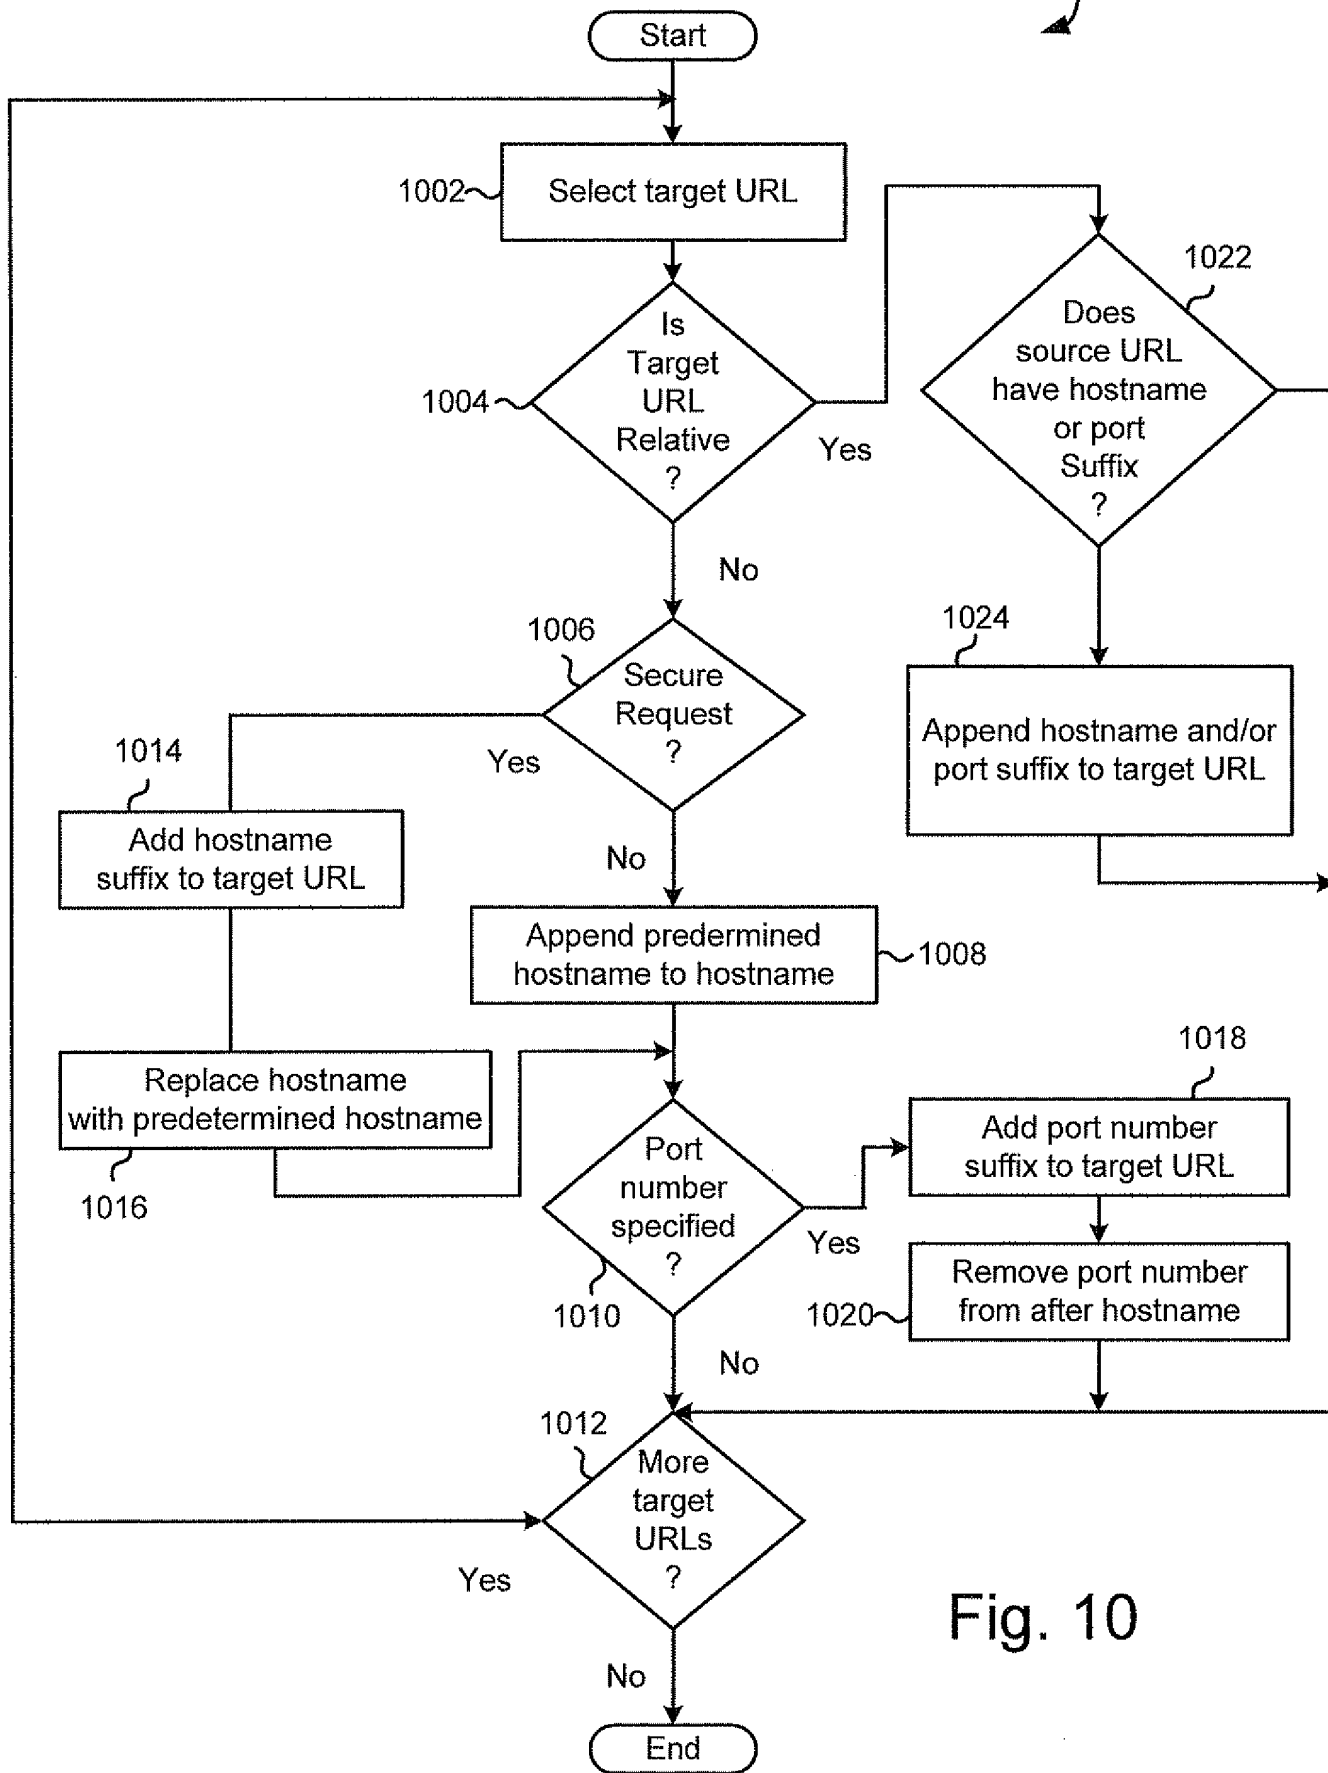 Start
1002
Select target URL
1004
Is
Target
URL
Relative
?
Yes
No
1022
Does
source URL
have hostname
or port
Suffix
?
1024
Append hostname and/or
port suffix to target URL
1006
Secure
Request
?
Yes
No
1014
Add hostname
suffix to target URL
Append predermined
hostname to hostname
1008
Replace hostname
with predetermined hostname
1016
Port
number
specified
?
1010
Yes
No
1018
Add port number
suffix to target URL
Remove port number
from after hostname
1020
1012
More
target
URLs
?
Yes
No
End
Fig. 10